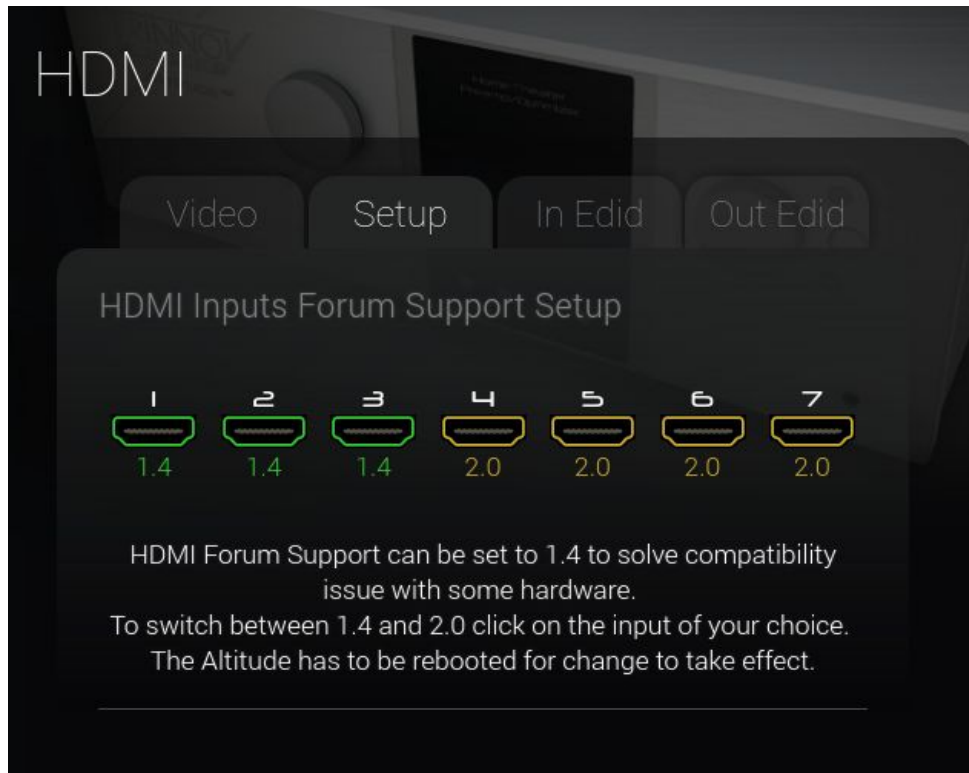 HDMI
Video Setup In Edid Out Edid
HDMI Inputs Forum Support Setup
1 2 3 4 5 6 7
1.4 1.4 1.4 2.0 2.0 2.0 2.0
HDMI Forum Support can be set to 1.4 to solve compatibility
issue with some hardware.
To switch between 1.4 and 2.0 click on the input of your choice.
The Altitude has to be rebooted for change to take effect.